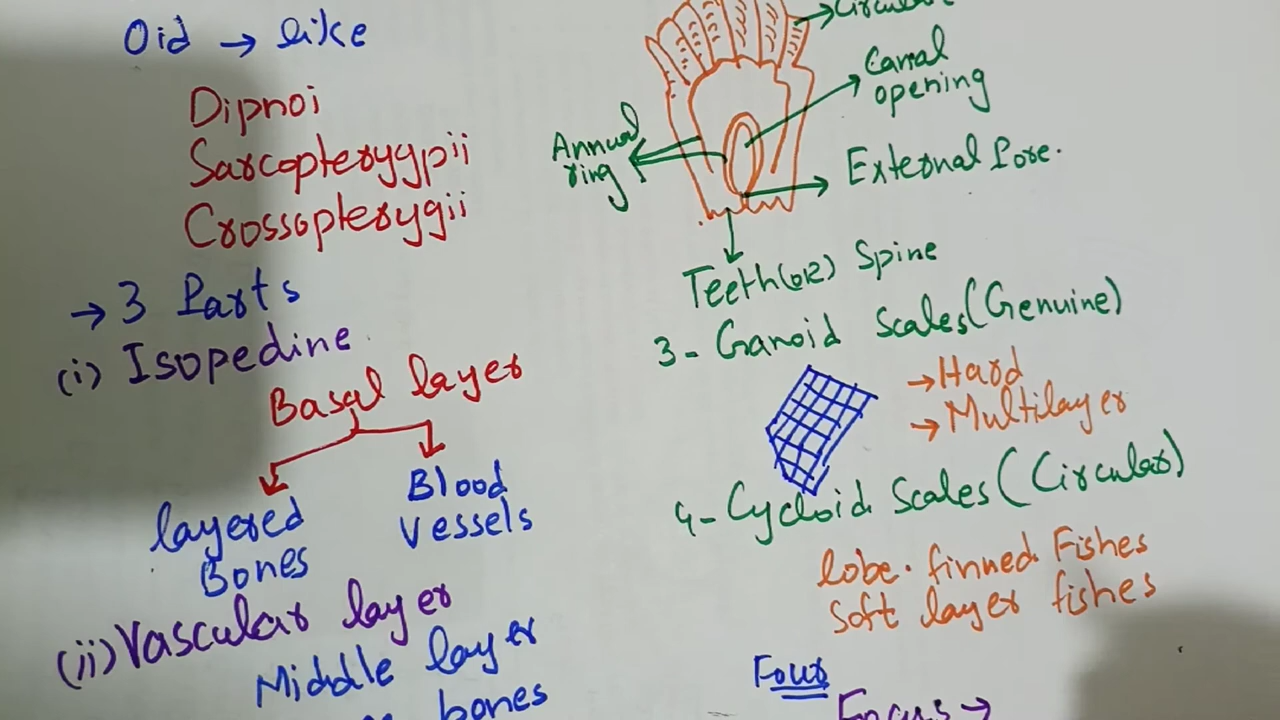 Oid → like
Dipnoi
Sarcopterygpii
Crossopterygii
→ 3 Parts
(i) Isopedine
Basal layer
layered
Bones
Blood
vessels
(ii) Vascular layer
Middle layer
bones
Canal
opening
Annual
ring
External Pore.
Teeth (OR) Spine
3- Ganoid Scales (Genuine)
→ Hard
→ Multilayer
4- Cycloid Scales (Circular)
lobe. finned Fishes
Soft layer fishes
Four
Focus →